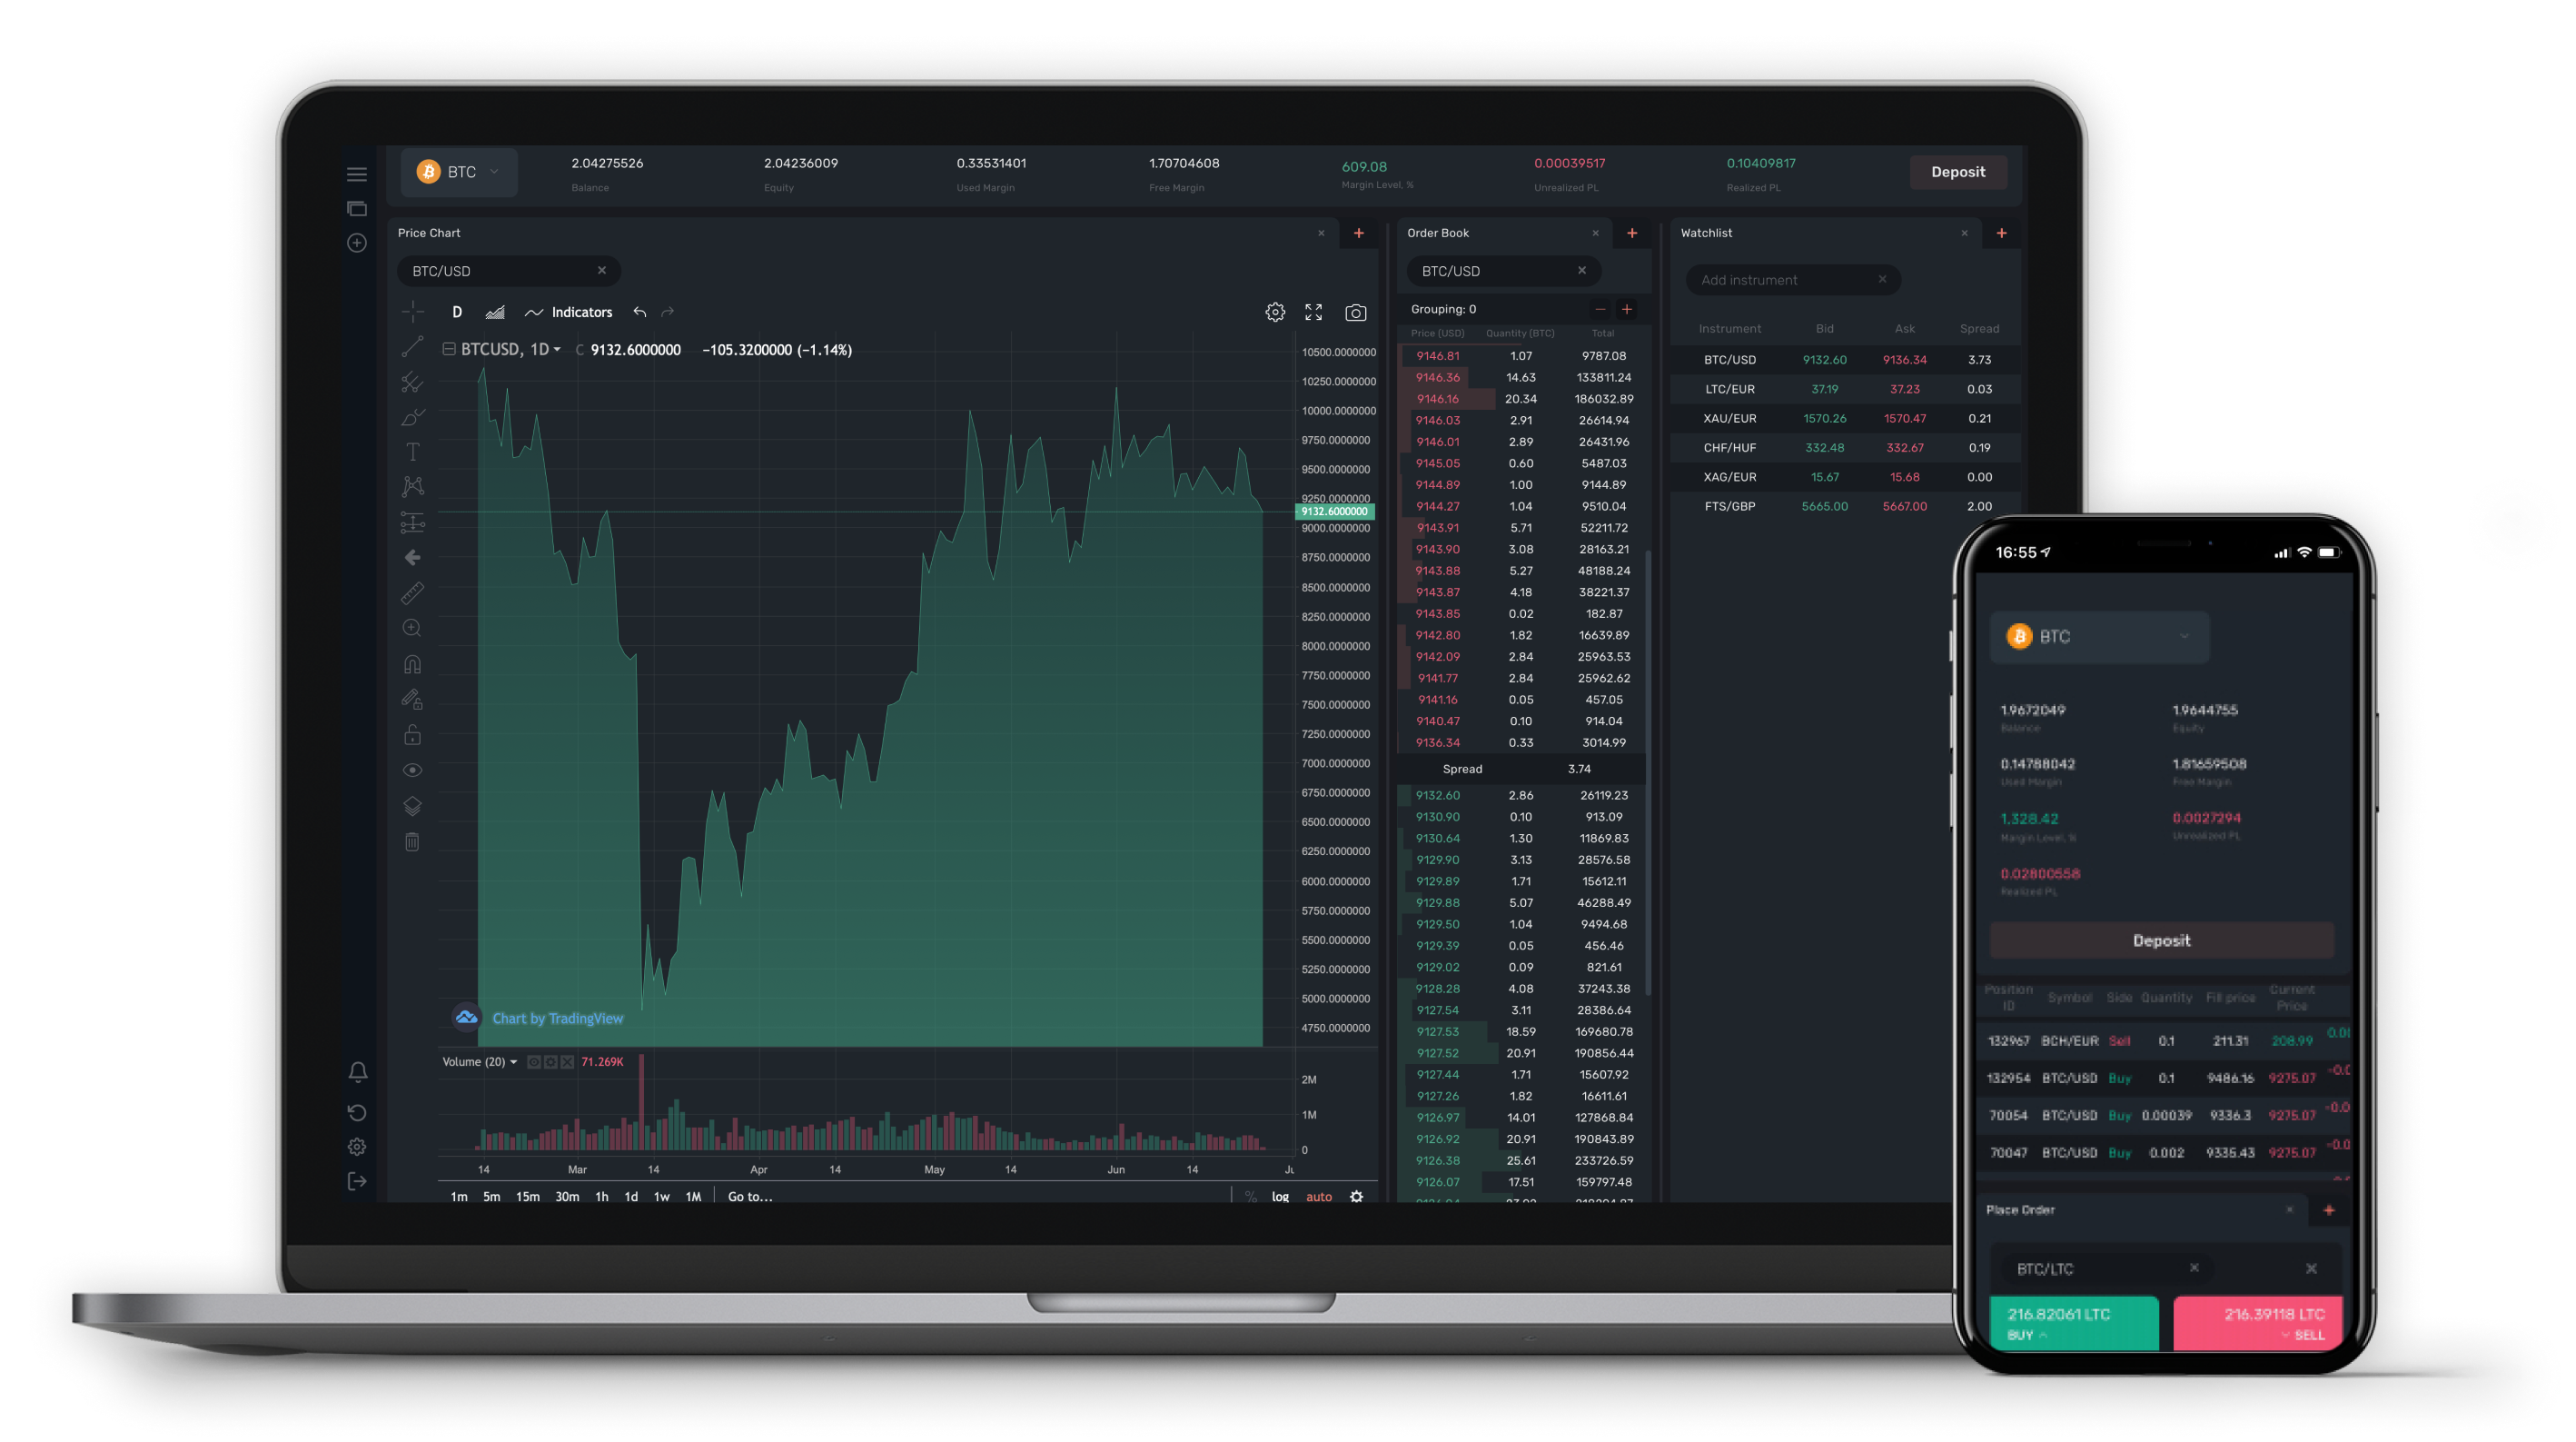 BTC
2.04275526 2.04236009 0.33531401 1.70704608 609.08 0.00039517 0.10409817
Balance Equity Used Margin Free Margin Margin Level, % Unrealized PL Realized PL
Deposit
Price Chart
BTC/USD
D Indicators
BTCUSD, 1D C 9132.6000000 −105.3200000 (−1.14%)
10500.0000000
10250.0000000
10000.0000000
9750.0000000
9500.0000000
9250.0000000
9132.6000000
9000.0000000
8750.0000000
8500.0000000
8250.0000000
8000.0000000
7750.0000000
7500.0000000
7250.0000000
7000.0000000
6750.0000000
6500.0000000
6250.0000000
6000.0000000
5750.0000000
5500.0000000
5250.0000000
5000.0000000
4750.0000000
Chart by TradingView
Volume (20) 71.269K
2M
1M
0
14 Mar 14 Apr 14 May 14 Jun 14
1m 5m 15m 30m 1h 1d 1w 1M Go to... % log auto
Order Book
BTC/USD
Grouping: 0
Price (USD) Quantity (BTC) Total
9146.81 1.07 9787.08
9146.36 14.63 133811.24
9146.16 20.34 186032.89
9146.03 2.91 26614.94
9146.01 2.89 26431.96
9145.05 0.60 5487.03
9144.89 1.00 9144.89
9144.27 1.04 9510.04
9143.91 5.71 52211.72
9143.90 3.08 28163.21
9143.88 5.27 48188.24
9143.87 4.18 38221.37
9143.85 0.02 182.87
9142.80 1.82 16639.89
9142.09 2.84 25963.53
9141.77 2.84 25962.62
9141.16 0.05 457.05
9140.47 0.10 914.04
9136.34 0.33 3014.99
Spread 3.74
9132.60 2.86 26119.23
9130.90 0.10 913.09
9130.64 1.30 11869.83
9129.90 3.13 28576.58
9129.89 1.71 15612.11
9129.88 5.07 46288.49
9129.50 1.04 9494.68
9129.39 0.05 456.46
9129.02 0.09 821.61
9128.28 4.08 37243.38
9127.54 3.11 28386.64
9127.53 18.59 169680.78
9127.52 20.91 190856.44
9127.44 1.71 15607.92
9127.26 1.82 16611.61
9126.97 14.01 127868.84
9126.92 20.91 190843.89
9126.38 25.61 233726.59
9126.07 17.51 159797.48
Watchlist
Add instrument
Instrument Bid Ask Spread
BTC/USD 9132.60 9136.34 3.73
LTC/EUR 37.19 37.23 0.03
XAU/EUR 1570.26 1570.47 0.21
CHF/HUF 332.48 332.67 0.19
XAG/EUR 15.67 15.68 0.00
FTS/GBP 5665.00 5667.00 2.00
16:55
BTC
1.9672049 1.9644755
Balance Equity
0.14788042 1.81659508
Used Margin Free Margin
1,328.42 0.0027294
Margin Level, % Unrealized PL
0.02800558
Realized PL
Deposit
Position ID Symbol Side Quantity Fill price Current Price
132967 BCH/EUR Sell 0.1 211.31 208.99
132954 BTC/USD Buy 0.1 9486.16 9275.07
70054 BTC/USD Buy 0.00039 9336.3 9275.07
70047 BTC/USD Buy 0.002 9335.43 9275.07
Place Order
BTC/LTC
216.82061 LTC 216.39118 LTC
BUY SELL